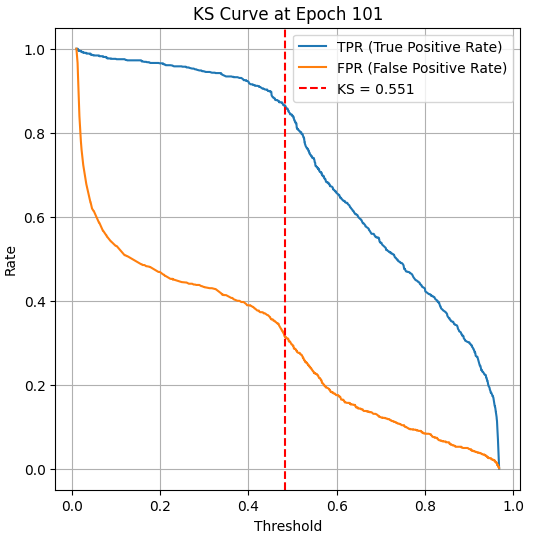 KS Curve at Epoch 101
TPR (True Positive Rate)
FPR (False Positive Rate)
KS = 0.551
Rate
1.0
0.8
0.6
0.4
0.2
0.0
0.0 0.2 0.4 0.6 0.8 1.0
Threshold